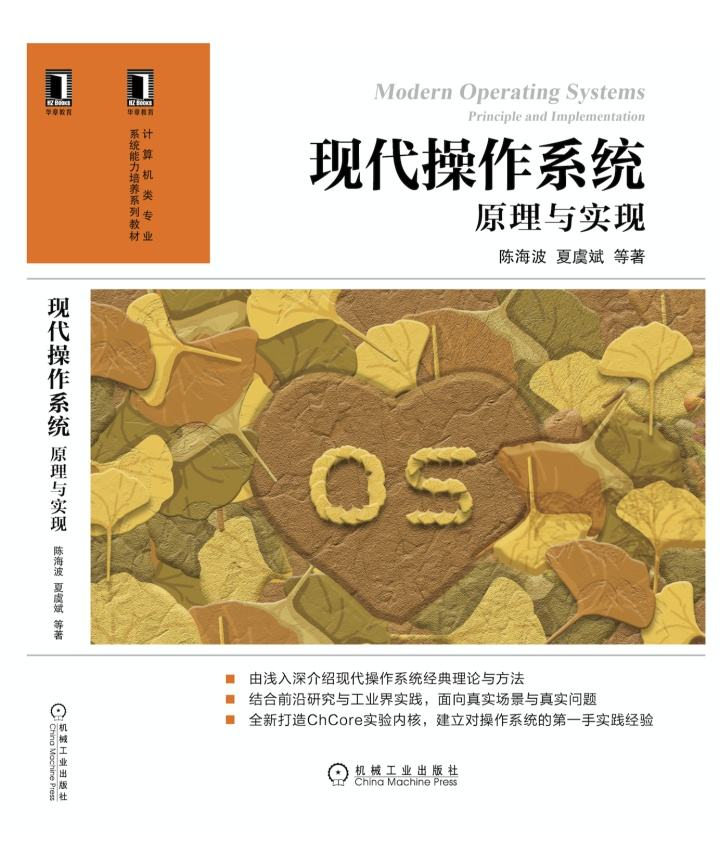 HZ Books
华章教育
HZ Books
华章教育
计算机类专业
系统能力培养系列教材
Modern Operating Systems
Principle and Implementation
现代操作系统
原理与实现
陈海波 夏虞斌 等著
现代操作系统 原理与实现
陈海波 夏虞斌 等著
OS
由浅入深介绍现代操作系统经典理论与方法
结合前沿研究与工业界实践，面向真实场景与真实问题
全新打造ChCore实验内核，建立对操作系统的第一手实践经验
机械工业出版社
China Machine Press
机械工业出版社
China Machine Press